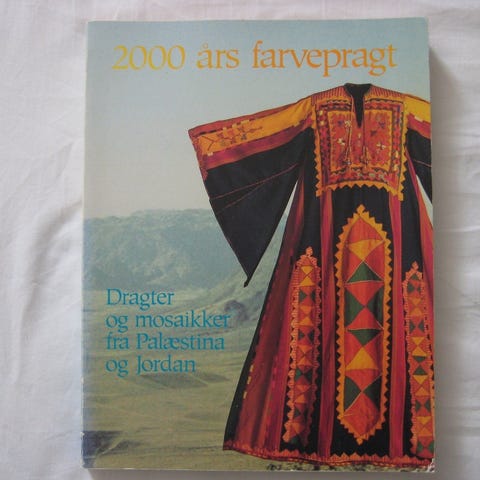 2000 års farvepragt
Dragter
og mosaikker
fra Palæstina
og Jordan